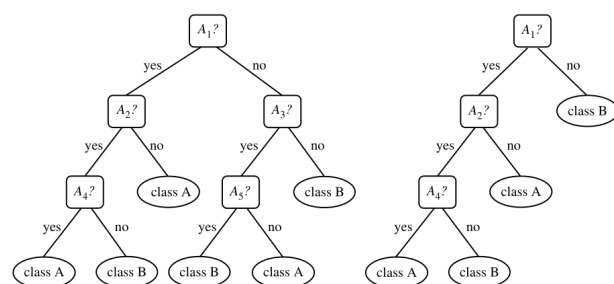 A1? A1?
yes no yes no
A2? A3? A2? class B
yes no yes no yes no
A4? class A A5? class B A4? class A
yes no yes no yes no
class A class B class B class A class A class B